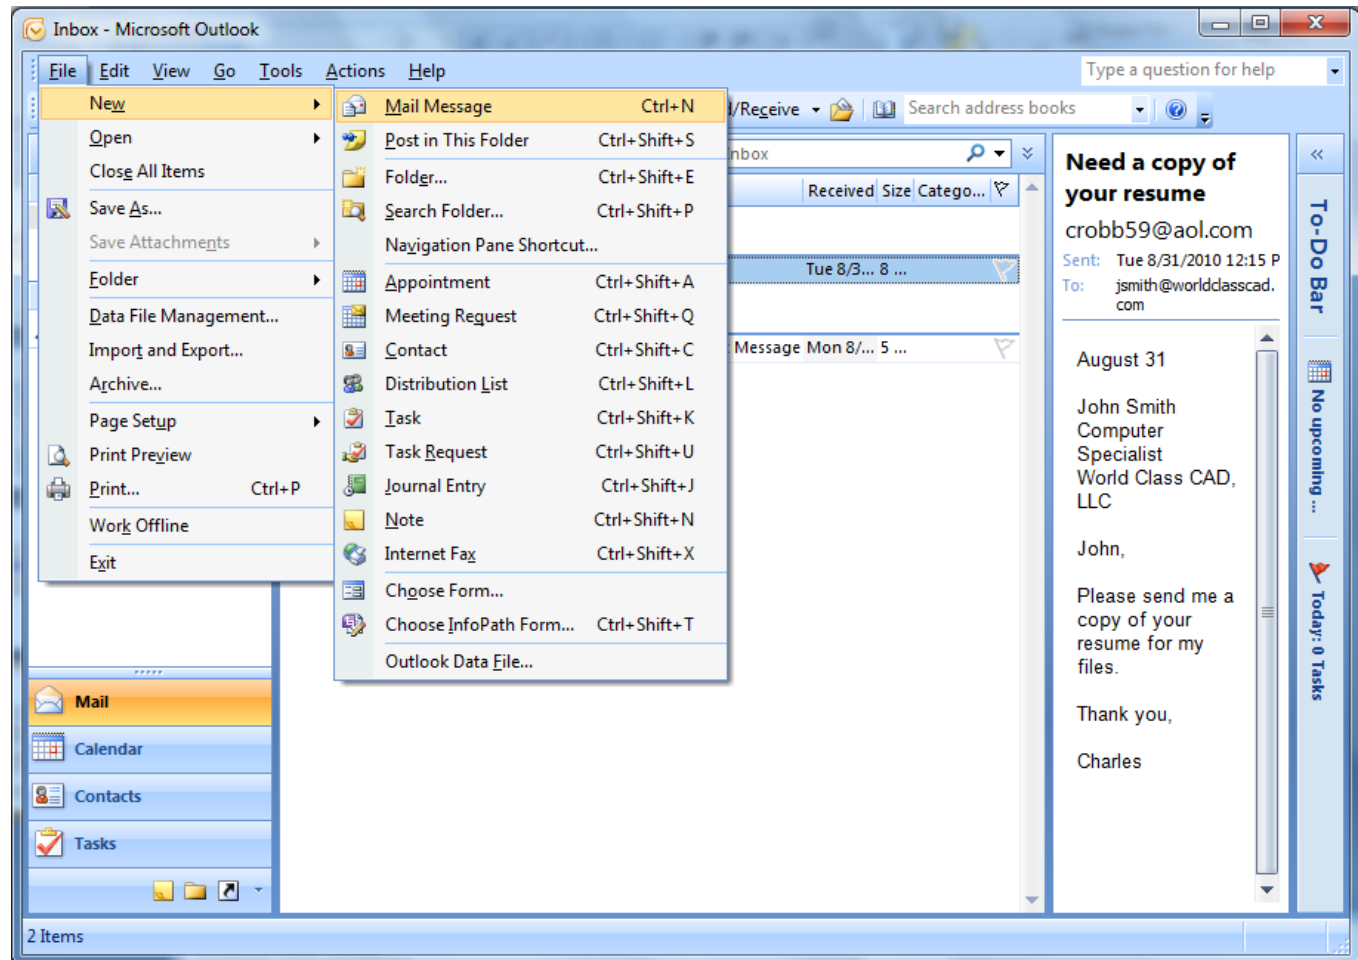 Inbox - Microsoft Outlook
File Edit View Go Tools Actions Help
Type a question for help
/Receive
Search address books
New
Open
Close All Items
Save As...
Save Attachments
Folder
Data File Management...
Import and Export...
Archive...
Page Setup
Print Preview
Print... Ctrl+P
Work Offline
Exit
Mail Message Ctrl+N
Post in This Folder Ctrl+Shift+S
Folder... Ctrl+Shift+E
Search Folder... Ctrl+Shift+P
Navigation Pane Shortcut...
Appointment Ctrl+Shift+A
Meeting Request Ctrl+Shift+Q
Contact Ctrl+Shift+C
Distribution List Ctrl+Shift+L
Task Ctrl+Shift+K
Task Request Ctrl+Shift+U
Journal Entry Ctrl+Shift+J
Note Ctrl+Shift+N
Internet Fax Ctrl+Shift+X
Choose Form...
Choose InfoPath Form... Ctrl+Shift+T
Outlook Data File...
Inbox
Received Size Catego...
Tue 8/3... 8 ...
Message Mon 8/... 5 ...
Need a copy of
your resume
crobb59@aol.com
Sent: Tue 8/31/2010 12:15 P
To: jsmith@worldclasscad.
com
August 31
John Smith
Computer
Specialist
World Class CAD,
LLC
John,
Please send me a
copy of your
resume for my
files.
Thank you,
Charles
To-Do Bar
No upcoming ...
Today: 0 Tasks
Mail
Calendar
Contacts
Tasks
2 Items